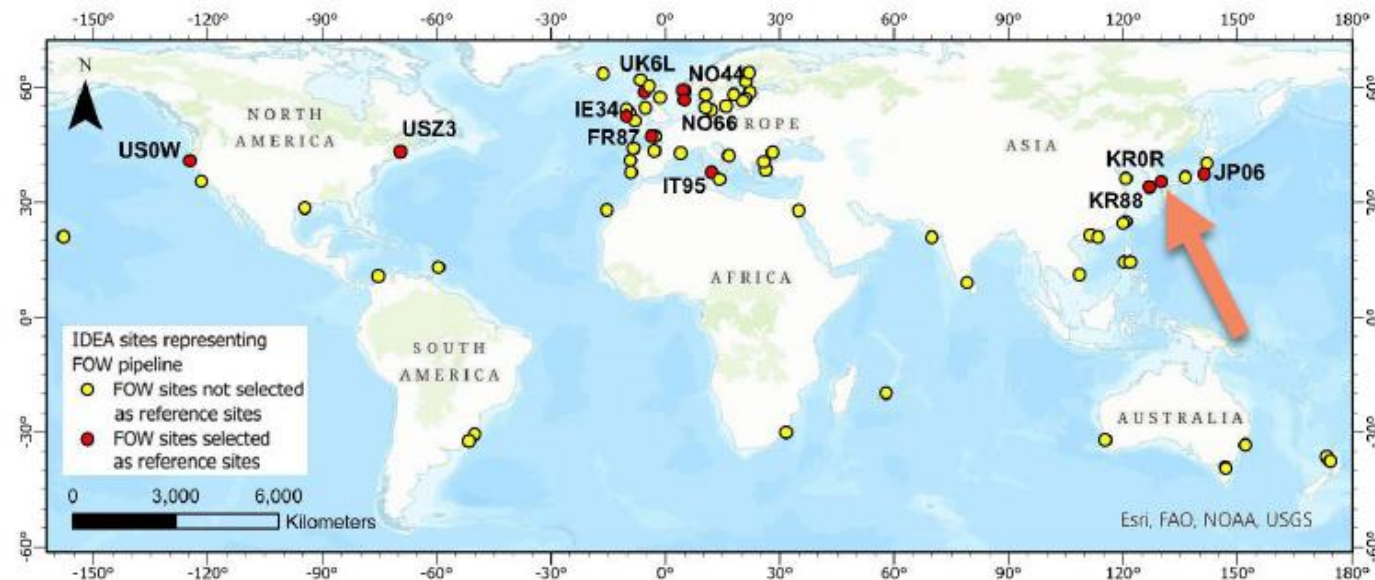 -150° -120° -90° -60° -30° 0° 30° 60° 90° 120° 150° 180°
N
60°
30°
0°
-30°
-60°
NORTH
AMERICA
US0W
USZ3
UK6L
NO44
IE34
NO66
FR87
IT95
ROPE
ASIA
KR0R
JP06
KR88
AFRICA
SOUTH
AMERICA
AUSTRALIA
IDEA sites representing
FOW pipeline
FOW sites not selected
as reference sites
FOW sites selected
as reference sites
0 3,000 6,000
Kilometers
Esri, FAO, NOAA, USGS
-150° -120° -90° -60° -30° 0° 30° 60° 90° 120° 150° 180°